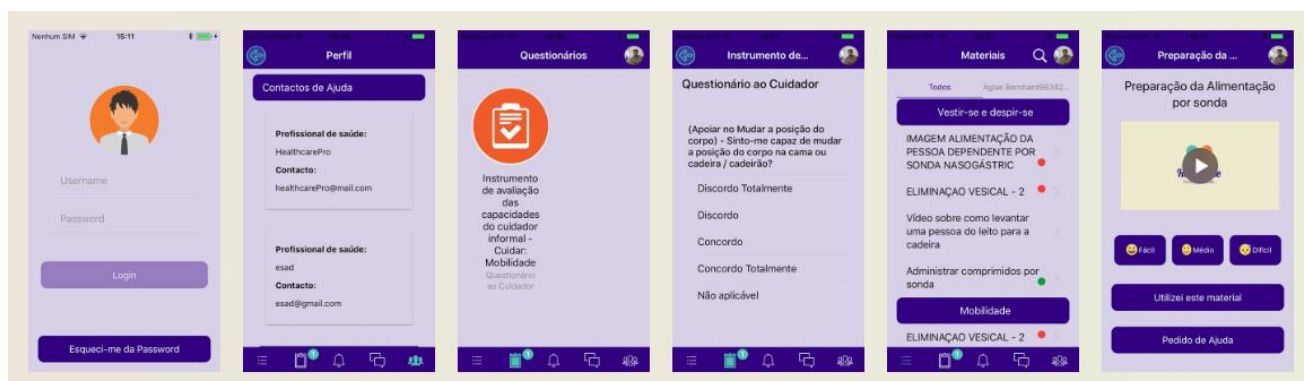 Nenhum SIM
15:11
Username
Password
Login
Esqueci-me da Password
Perfil
Contactos de Ajuda
Profissional de saúde:
HealthcarePro
Contacto:
healthcarePro@mail.com
Profissional de saúde:
esad
Contacto:
esad@gmail.com
1
Questionários
Instrumento
de avaliação
das
capacidades
do cuidador
informal -
Cuidar:
Mobilidade
Questionário
ao Cuidador
1
Instrumento de...
Questionário ao Cuidador
(Apoiar no Mudar a posição do
corpo) - Sinto-me capaz de mudar
a posição do corpo na cama ou
cadeira / cadeirão?
Discordo Totalmente
Discordo
Concordo
Concordo Totalmente
Não aplicável
1
Materiais
Todos
Vestir-se e despir-se
IMAGEM ALIMENTAÇÃO DA
PESSOA DEPENDENTE POR
SONDA NASOGÁSTRIC
ELIMINAÇAO VESICAL - 2
Vídeo sobre como levantar
uma pessoa do leito para a
cadeira
Administrar comprimidos por
sonda
Mobilidade
ELIMINAÇAO VESICAL - 2
1
Preparação da ...
Preparação da Alimentação
por sonda
Fácil
Médio
Difícil
Utilizei este material
Pedido de Ajuda